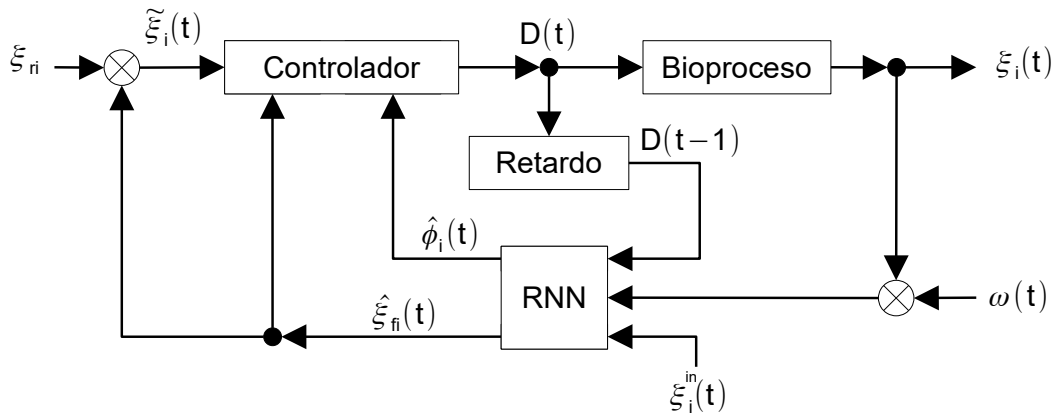 ξri
ξ̃i(t)
Controlador
D(t)
Bioproceso
ξi(t)
Retardo
D(t−1)
ϕ̂i(t)
RNN
ω(t)
ξ̂fi(t)
ξiin(t)